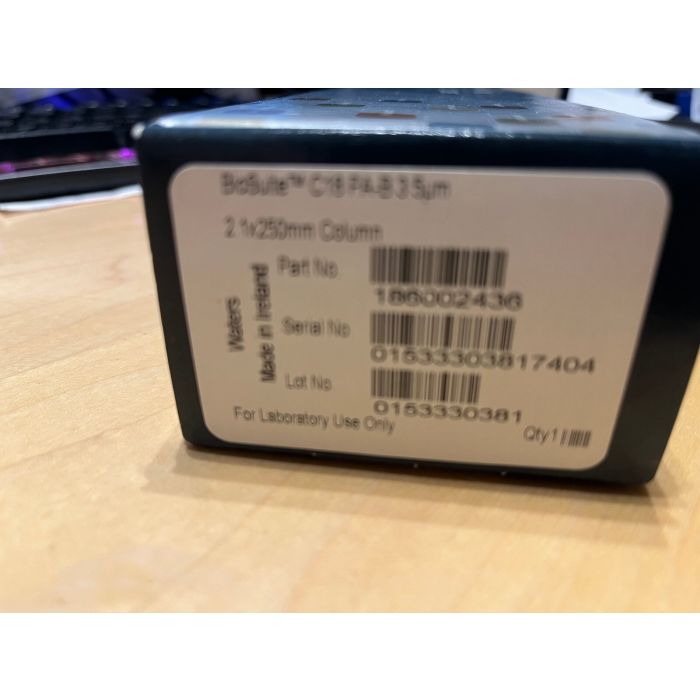 BioSuite™ C18 PA-B 3.5µm
2.1x250mm Column
Part No
186002436
Waters
Made in Ireland
Serial No
01533303817404
Lot No
0153330381
For Laboratory Use Only
Qty 1